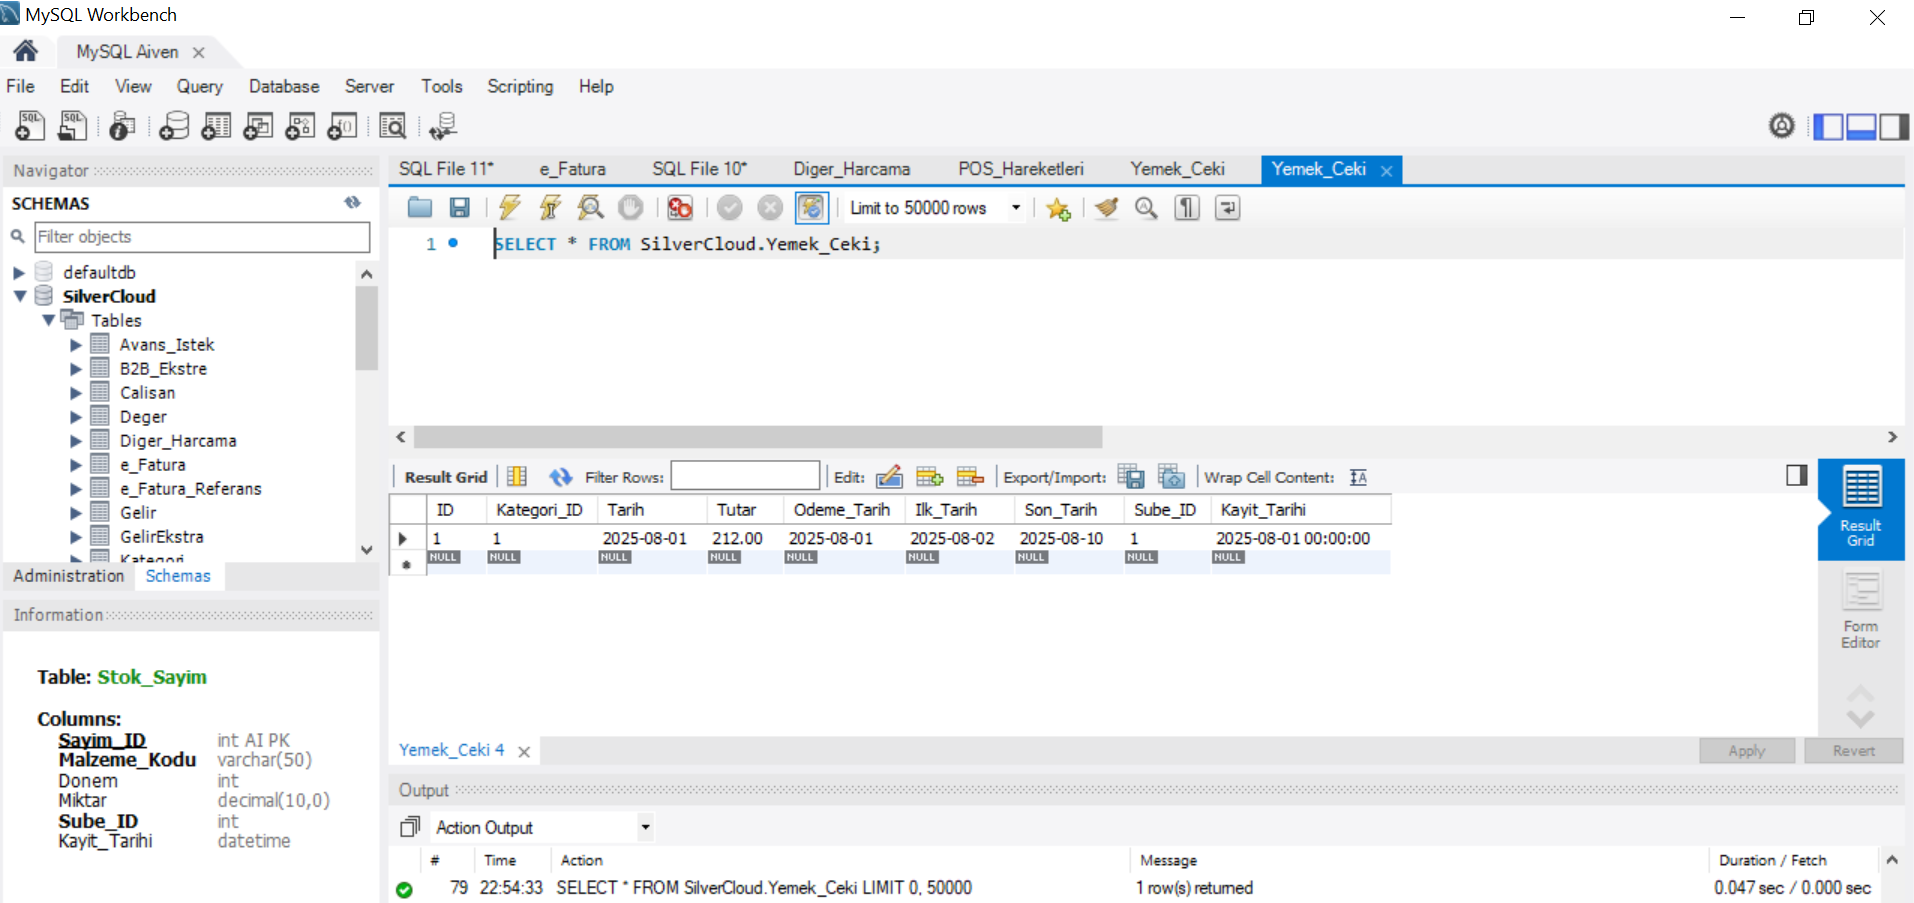 MySQL Workbench
MySQL Aiven
File Edit View Query Database Server Tools Scripting Help
Navigator
SCHEMAS
Filter objects
defaultdb
SilverCloud
Tables
Avans_Istek
B2B_Ekstre
Calisan
Deger
Diger_Harcama
e_Fatura
e_Fatura_Referans
Gelir
GelirEkstra
Kategori
Administration Schemas
Information
Table: Stok_Sayim
Columns:
Sayim_ID int AI PK
Malzeme_Kodu varchar(50)
Donem int
Miktar decimal(10,0)
Sube_ID int
Kayit_Tarihi datetime
SQL File 11* e_Fatura SQL File 10* Diger_Harcama POS_Hareketleri Yemek_Ceki Yemek_Ceki
Limit to 50000 rows
1 SELECT * FROM SilverCloud.Yemek_Ceki;
Result Grid Filter Rows: Edit: Export/Import: Wrap Cell Content:
ID Kategori_ID Tarih Tutar Odeme_Tarih Ilk_Tarih Son_Tarih Sube_ID Kayit_Tarihi
1 1 2025-08-01 212.00 2025-08-01 2025-08-02 2025-08-10 1 2025-08-01 00:00:00
NULL NULL NULL NULL NULL NULL NULL NULL NULL
Result
Grid
Form
Editor
Yemek_Ceki 4
Apply Revert
Output
Action Output
# Time Action Message Duration / Fetch
79 22:54:33 SELECT * FROM SilverCloud.Yemek_Ceki LIMIT 0, 50000 1 row(s) returned 0.047 sec / 0.000 sec